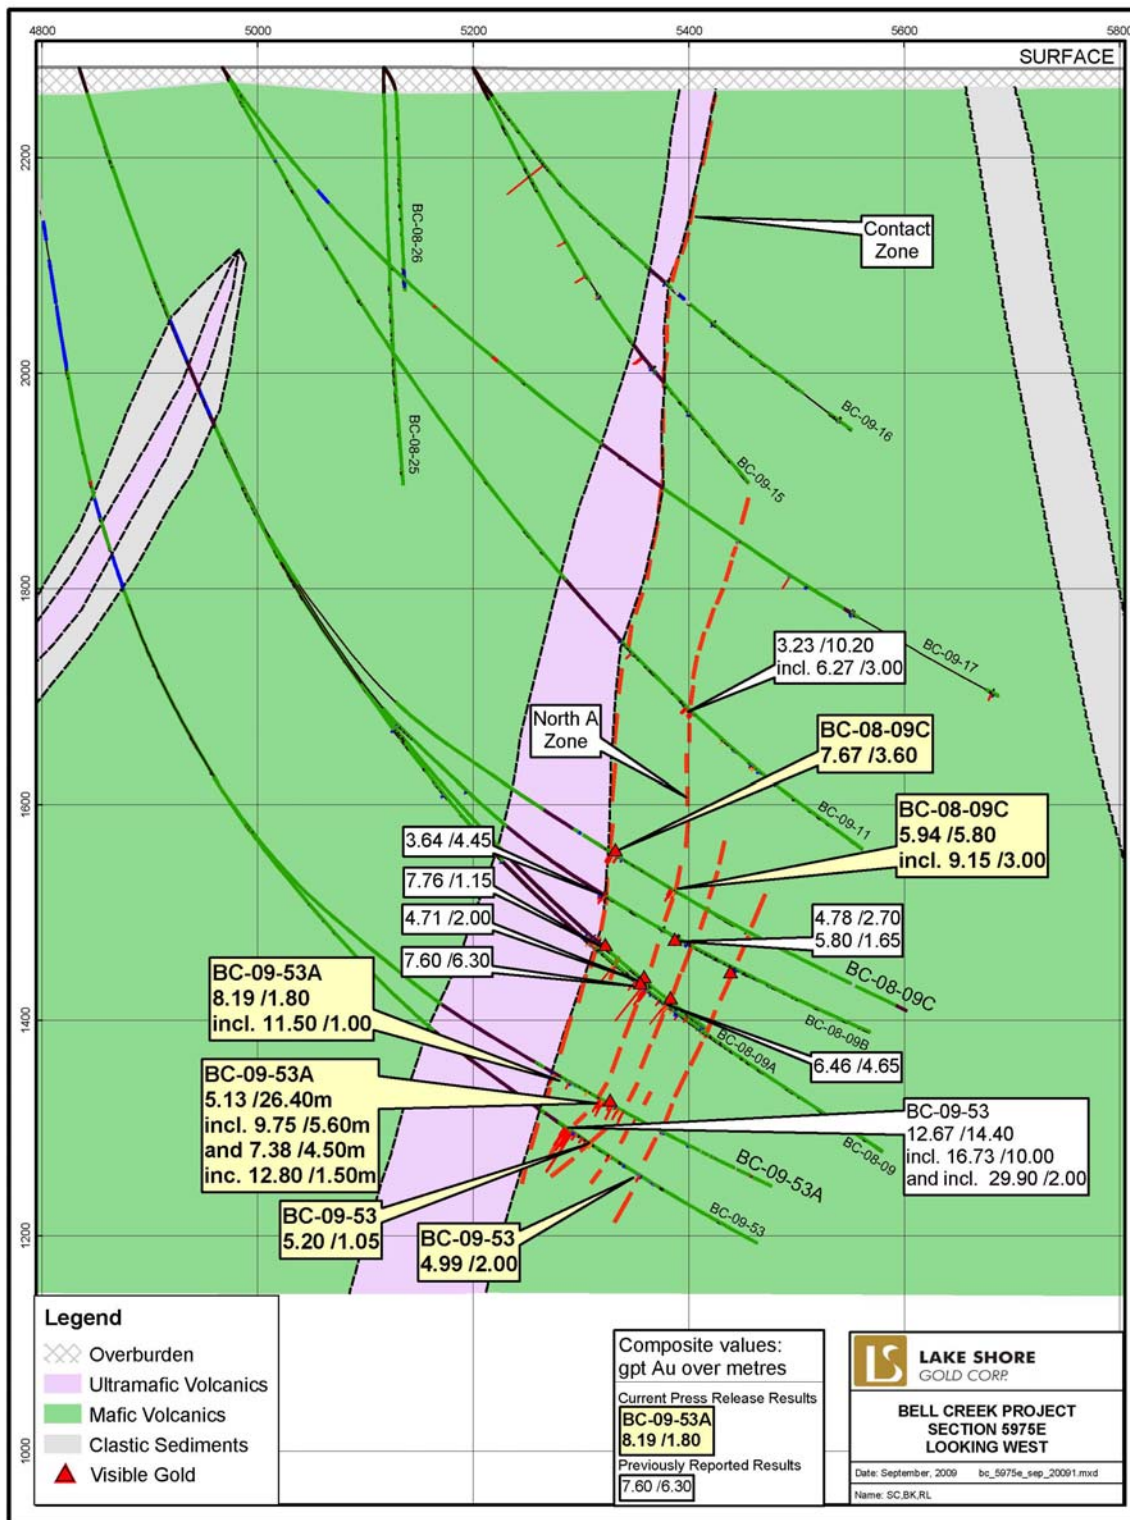 4800
5000
5200
5400
5600
5800
SURFACE
2200
2000
1800
1600
1400
1200
1000
Contact
Zone
BC-08-26
BC-08-25
BC-09-16
BC-09-15
BC-09-17
3.23 /10.20
incl. 6.27 /3.00
North A
Zone
BC-08-09C
7.67 /3.60
BC-09-11
BC-08-09C
5.94 /5.80
incl. 9.15 /3.00
3.64 /4.45
7.76 /1.15
4.71 /2.00
7.60 /6.30
4.78 /2.70
5.80 /1.65
BC-08-09C
BC-08-09B
BC-08-09A
6.46 /4.65
BC-09-53A
8.19 /1.80
incl. 11.50 /1.00
BC-09-53A
5.13 /26.40m
incl. 9.75 /5.60m
and 7.38 /4.50m
inc. 12.80 /1.50m
BC-09-53
12.67 /14.40
incl. 16.73 /10.00
and incl. 29.90 /2.00
BC-08-09
BC-09-53A
BC-09-53
BC-09-53
5.20 /1.05
BC-09-53
4.99 /2.00
Legend
Overburden
Ultramafic Volcanics
Mafic Volcanics
Clastic Sediments
Visible Gold
Composite values:
gpt Au over metres
Current Press Release Results
BC-09-53A
8.19 /1.80
Previously Reported Results
7.60 /6.30
LS
LAKE SHORE
GOLD CORP.
BELL CREEK PROJECT
SECTION 5975E
LOOKING WEST
Date: September, 2009 bc_5975e_sep_20091.mxd
Name: SC,BK,RL